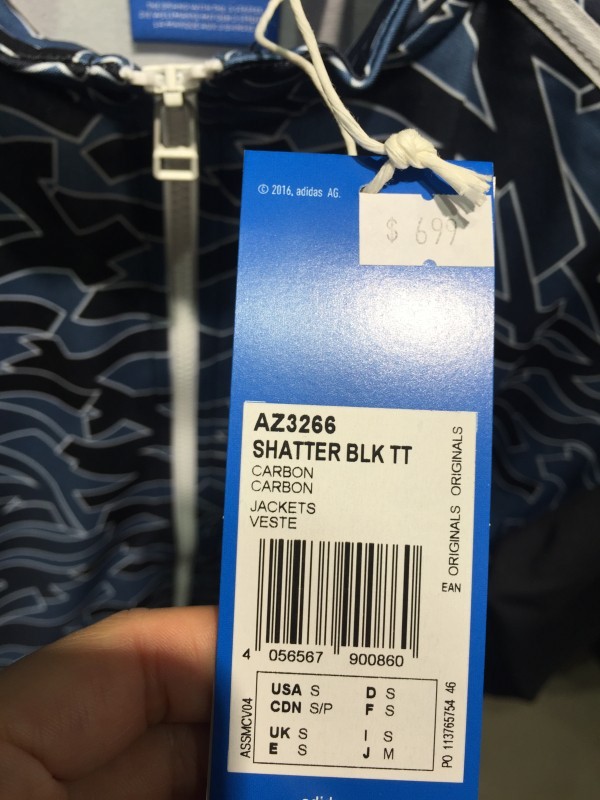 © 2016, adidas AG.
$ 699
AZ3266
SHATTER BLK TT
CARBON
CARBON
JACKETS
VESTE
ORIGINALS ORIGINALS
EAN
4 056567 900860
USA S D S
CDN S/P F S
UK S I S
E S J M
ASSMCV04
PO 113765754 46